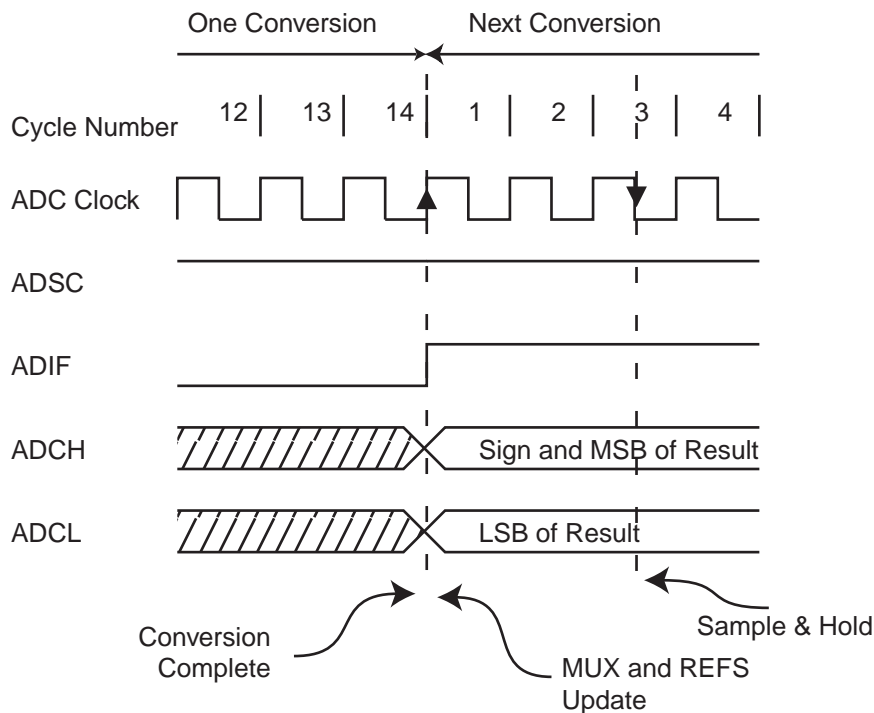 One Conversion Next Conversion
Cycle Number 12 13 14 1 2 3 4
ADC Clock
ADSC
ADIF
ADCH Sign and MSB of Result
ADCL LSB of Result
Conversion
Complete
MUX and REFS
Update
Sample & Hold